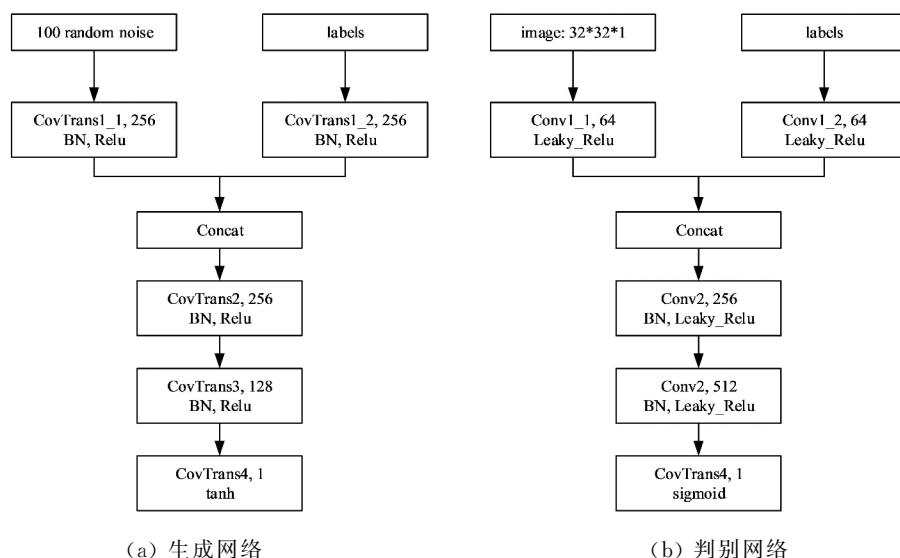 100 random noise
labels
CovTrans1_1, 256
BN, Relu
CovTrans1_2, 256
BN, Relu
Concat
CovTrans2, 256
BN, Relu
CovTrans3, 128
BN, Relu
CovTrans4, 1
tanh
(a) 生成网络
image: 32*32*1
labels
Conv1_1, 64
Leaky_Relu
Conv1_2, 64
Leaky_Relu
Concat
Conv2, 256
BN, Leaky_Relu
Conv2, 512
BN, Leaky_Relu
CovTrans4, 1
sigmoid
(b) 判别网络